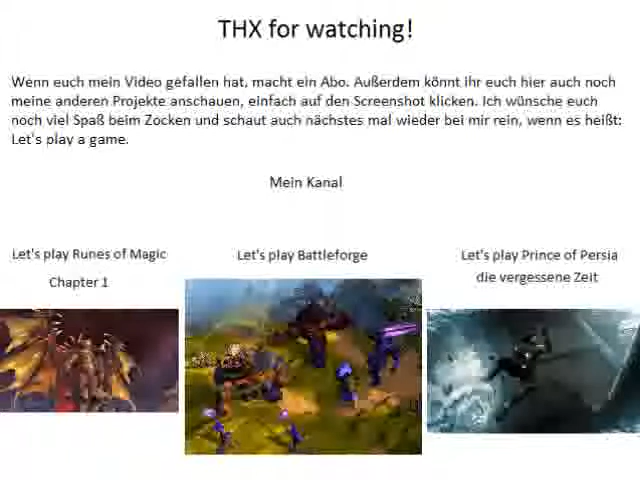 THX for watching!
Wenn euch mein Video gefallen hat, macht ein Abo. Außerdem könnt ihr euch hier auch noch
meine anderen Projekte anschauen, einfach auf den Screenshot klicken. Ich wünsche euch
noch viel Spaß beim Zocken und schaut auch nächstes mal wieder bei mir rein, wenn es heißt:
Let's play a game.
Mein Kanal
Let's play Runes of Magic
Chapter 1
Let's play Battleforge
Let's play Prince of Persia
die vergessene Zeit